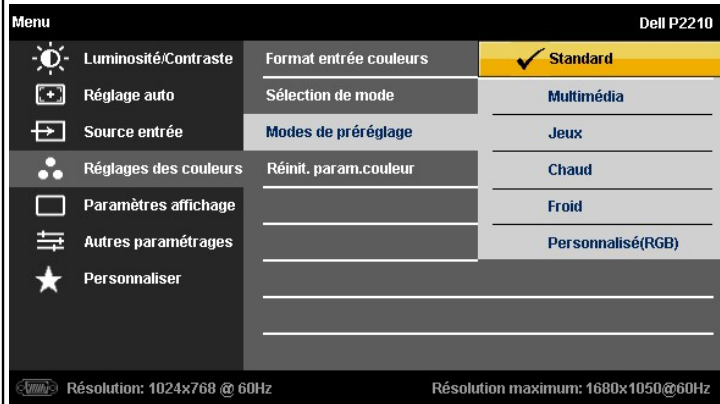 Menu Dell P2210
Luminosité/Contraste Format entrée couleurs Standard
Réglage auto Sélection de mode Multimédia
Source entrée Modes de préréglage Jeux
Réglages des couleurs Réinit. param.couleur Chaud
Paramètres affichage Froid
Autres paramétrages Personnalisé(RGB)
Personnaliser
Résolution: 1024x768 @ 60Hz Résolution maximum: 1680x1050@60Hz